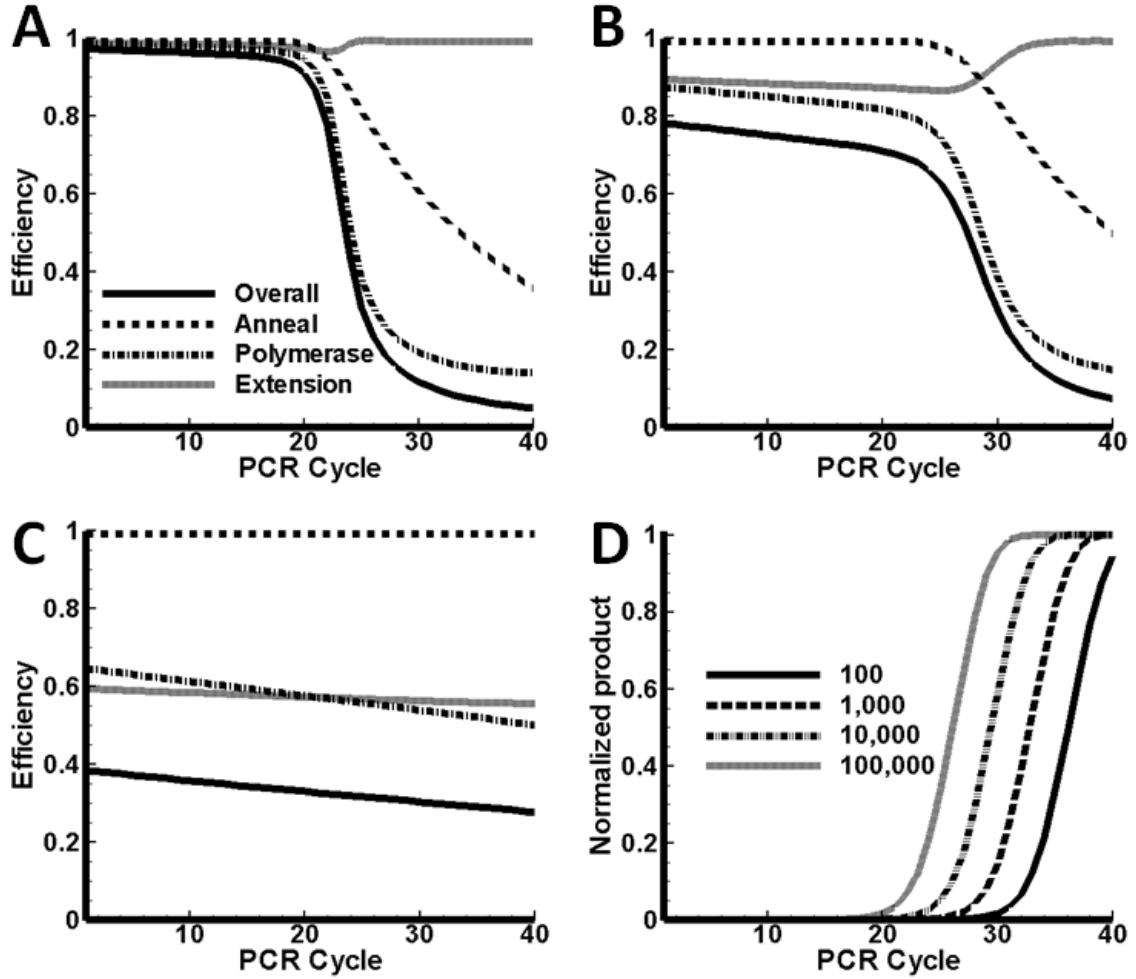 A
1
0.8
0.6
0.4
0.2
0
Efficiency
Overall
Anneal
Polymerase
Extension
10
20
30
40
PCR Cycle
B
1
0.8
0.6
0.4
0.2
0
Efficiency
10
20
30
40
PCR Cycle
C
1
0.8
0.6
0.4
0.2
0
Efficiency
10
20
30
40
PCR Cycle
D
1
0.8
0.6
0.4
0.2
0
Normalized product
100
1,000
10,000
100,000
10
20
30
40
PCR Cycle